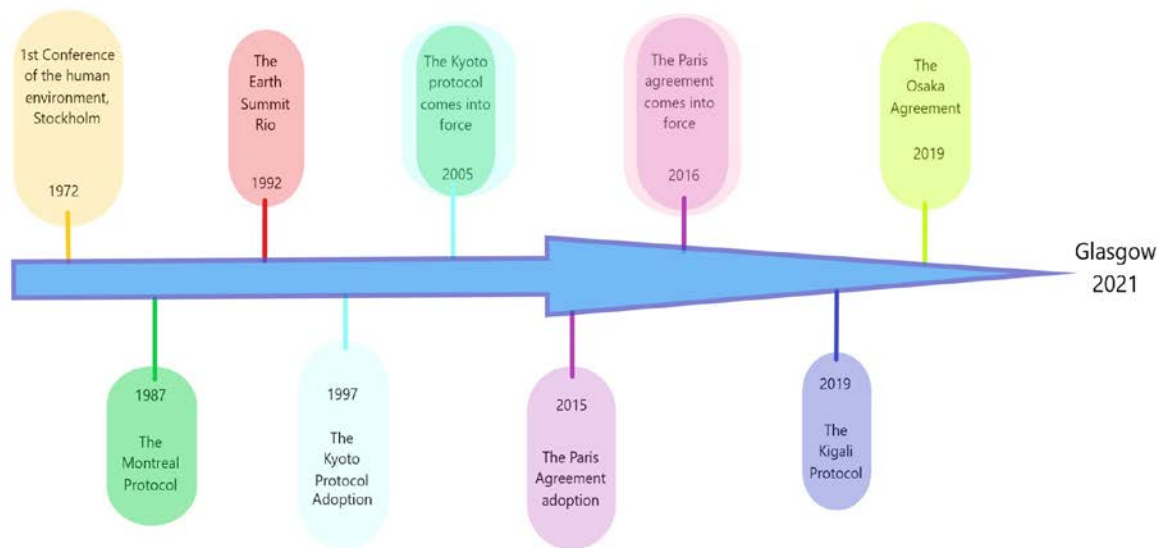 1st Conference
of the human
environment,
Stockholm
1972
The
Earth
Summit
Rio
1992
The Kyoto
protocol
comes into
force
2005
The Paris
agreement
comes into
force
2016
The
Osaka
Agreement
2019
Glasgow
2021
1987
The
Montreal
Protocol
1997
The
Kyoto
Protocol
Adoption
2015
The Paris
Agreement
adoption
2019
The
Kigali
Protocol